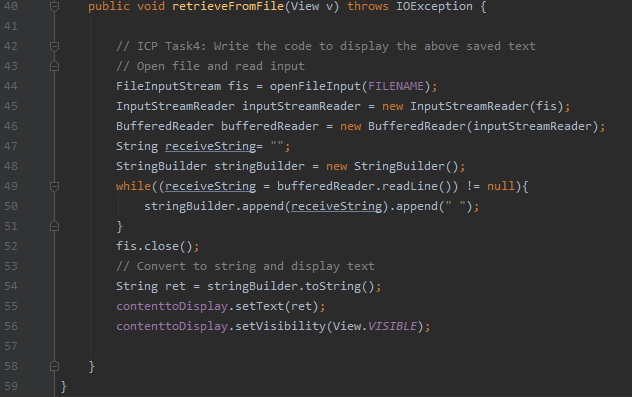 40 public void retrieveFromFile(View v) throws IOException {
41
42 // ICP Task4: Write the code to display the above saved text
43 // Open file and read input
44 FileInputStream fis = openFileInput(FILENAME);
45 InputStreamReader inputStreamReader = new InputStreamReader(fis);
46 BufferedReader bufferedReader = new BufferedReader(inputStreamReader);
47 String receiveString= "";
48 StringBuilder stringBuilder = new StringBuilder();
49 while((receiveString = bufferedReader.readLine()) != null){
50 stringBuilder.append(receiveString).append(" ");
51 }
52 fis.close();
53 // Convert to string and display text
54 String ret = stringBuilder.toString();
55 contenttoDisplay.setText(ret);
56 contenttoDisplay.setVisibility(View.VISIBLE);
57
58 }
59 }